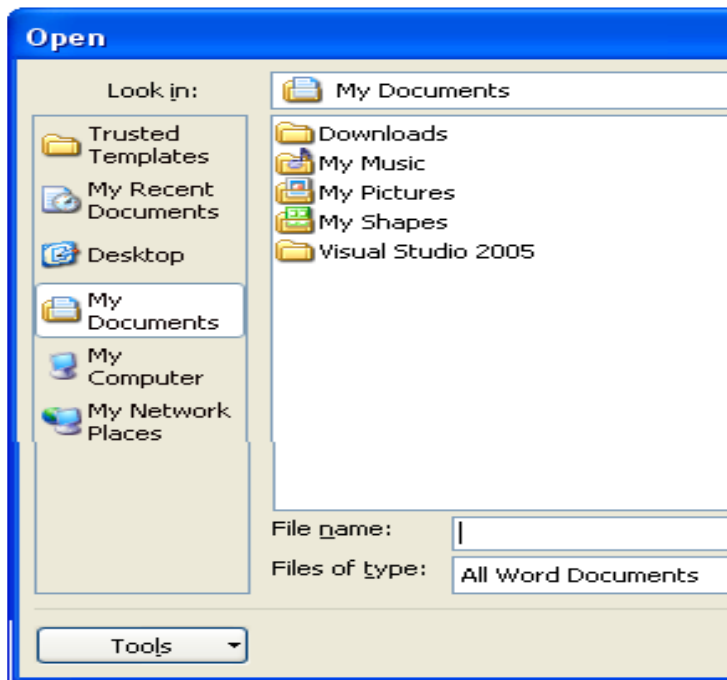 Open
Look in:
My Documents
Trusted
Templates
My Recent
Documents
Desktop
My
Documents
My
Computer
My Network
Places
Downloads
My Music
My Pictures
My Shapes
Visual Studio 2005
File name:
Files of type:
All Word Documents
Tools